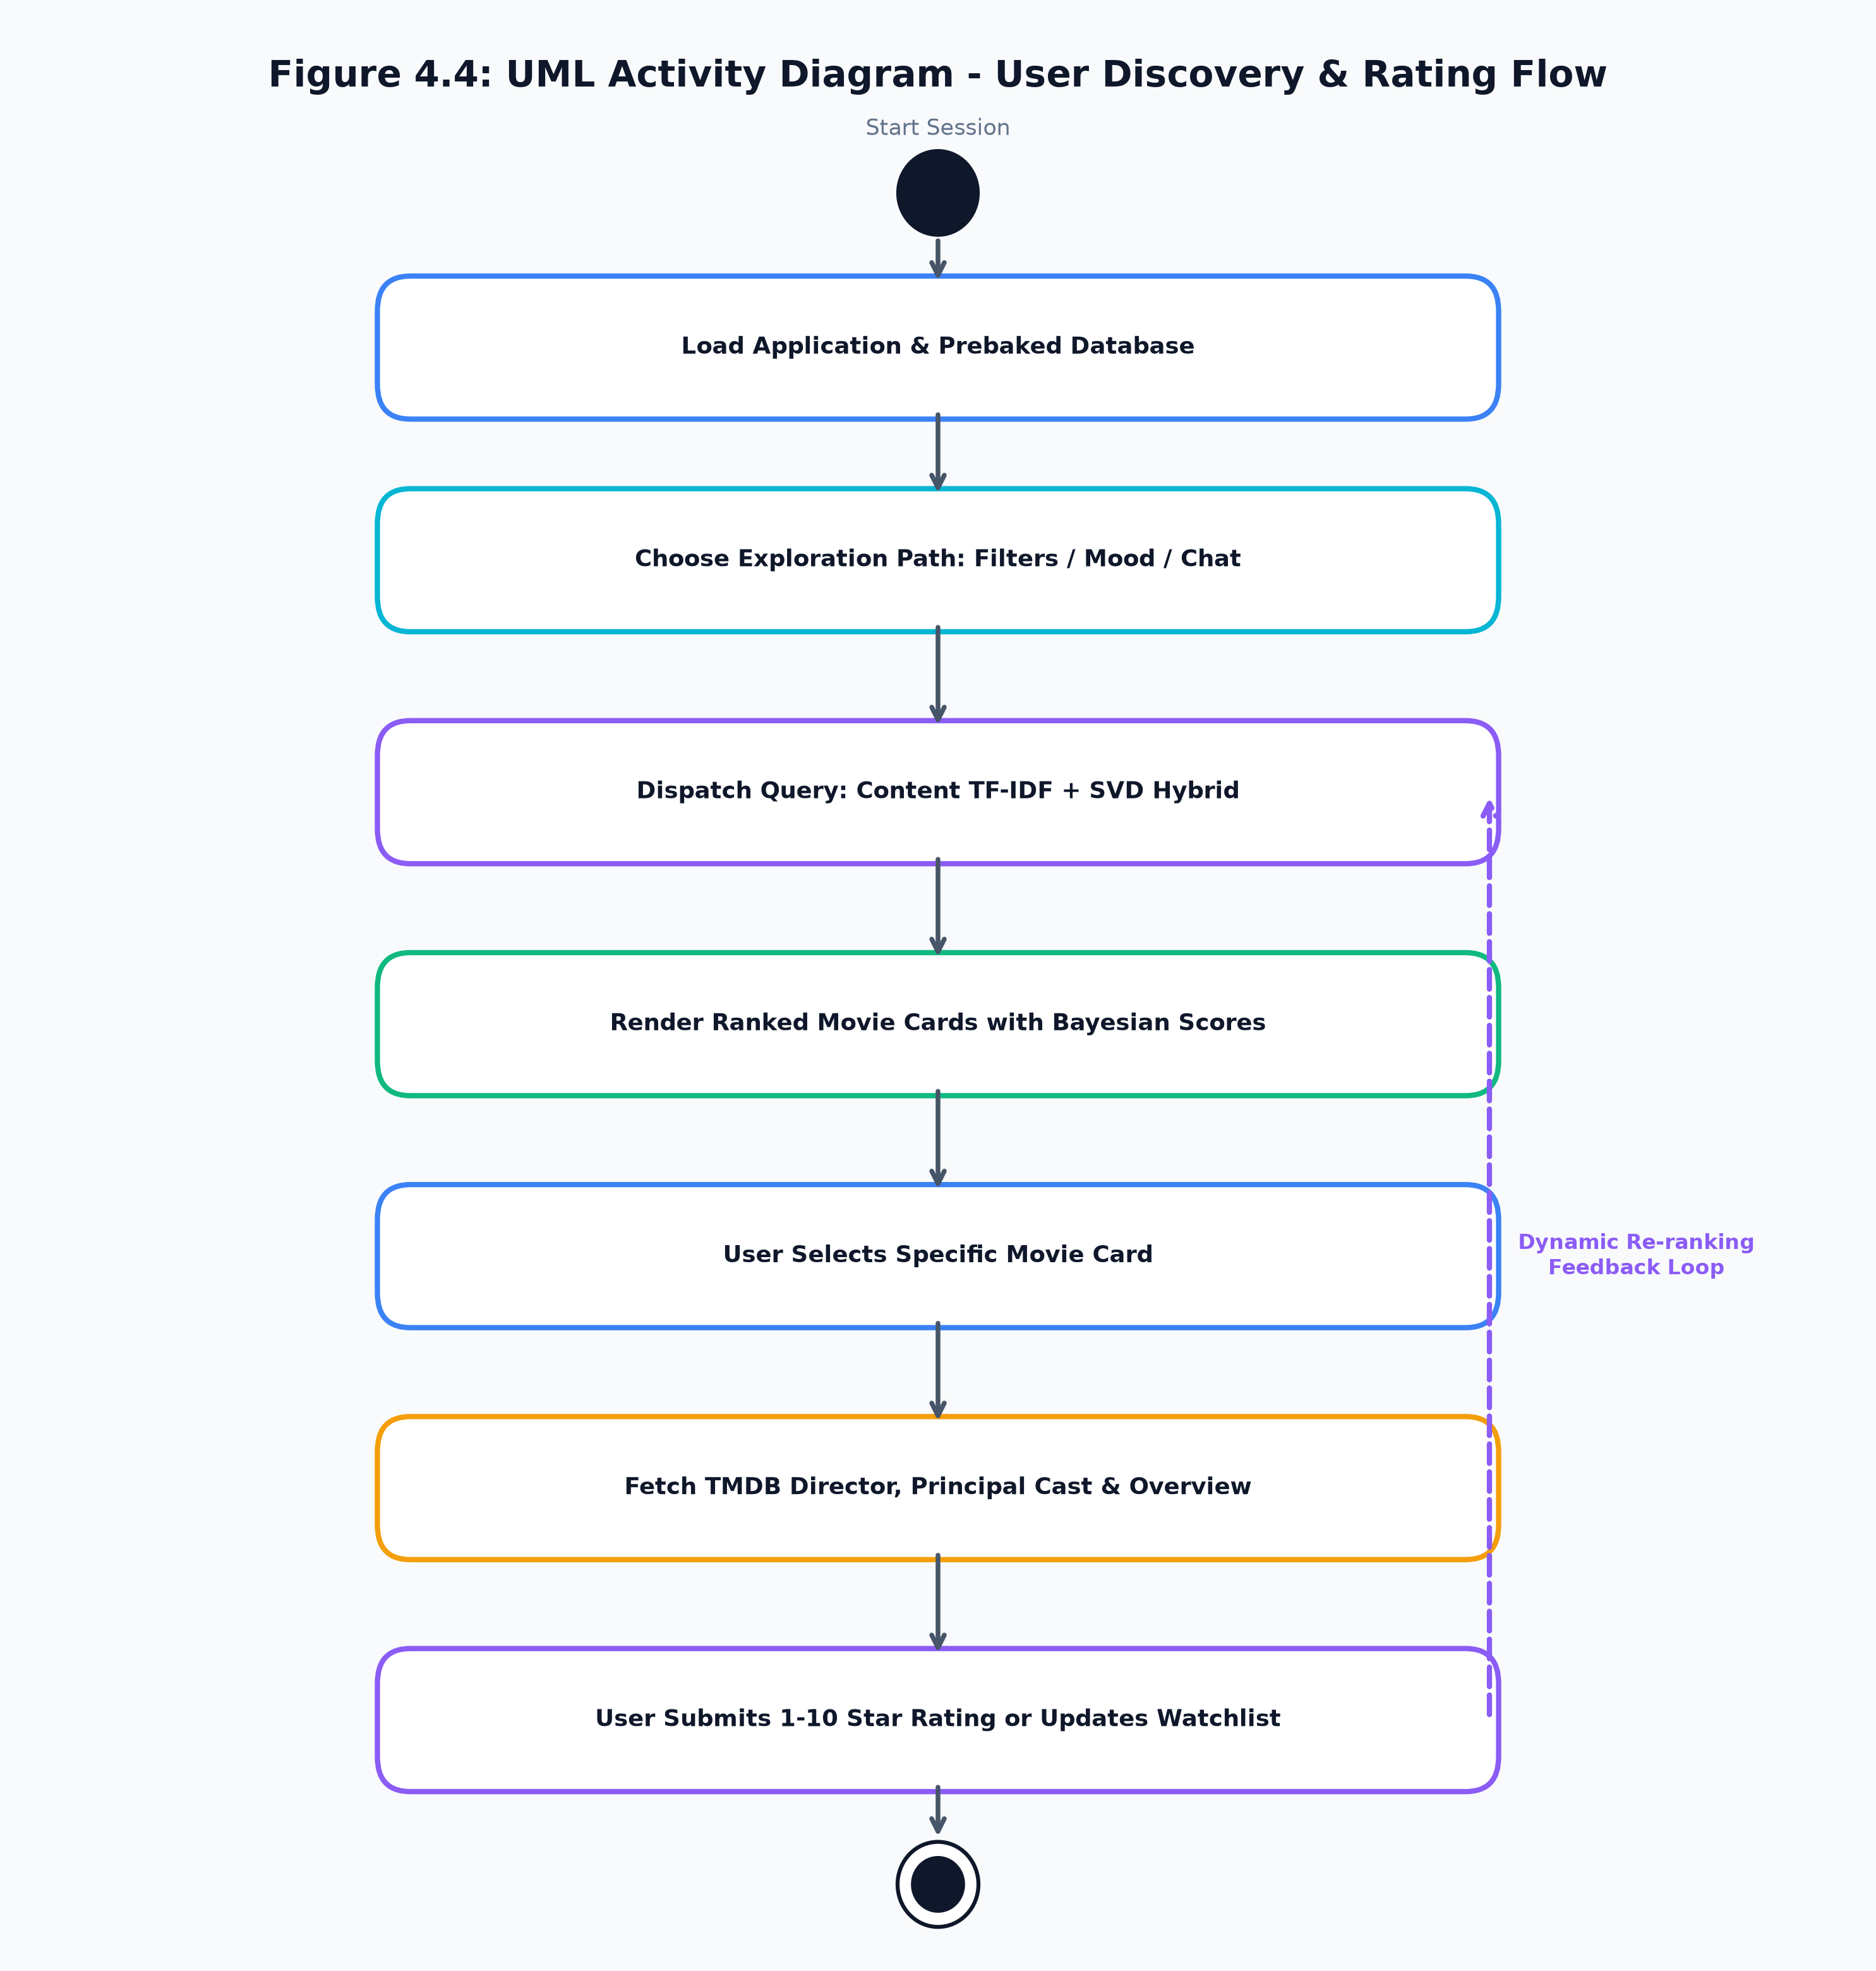 Figure 4.4: UML Activity Diagram - User Discovery & Rating Flow
Start Session
Load Application & Prebaked Database
Choose Exploration Path: Filters / Mood / Chat
Dispatch Query: Content TF-IDF + SVD Hybrid
Render Ranked Movie Cards with Bayesian Scores
User Selects Specific Movie Card
Dynamic Re-ranking
Feedback Loop
Fetch TMDB Director, Principal Cast & Overview
User Submits 1-10 Star Rating or Updates Watchlist